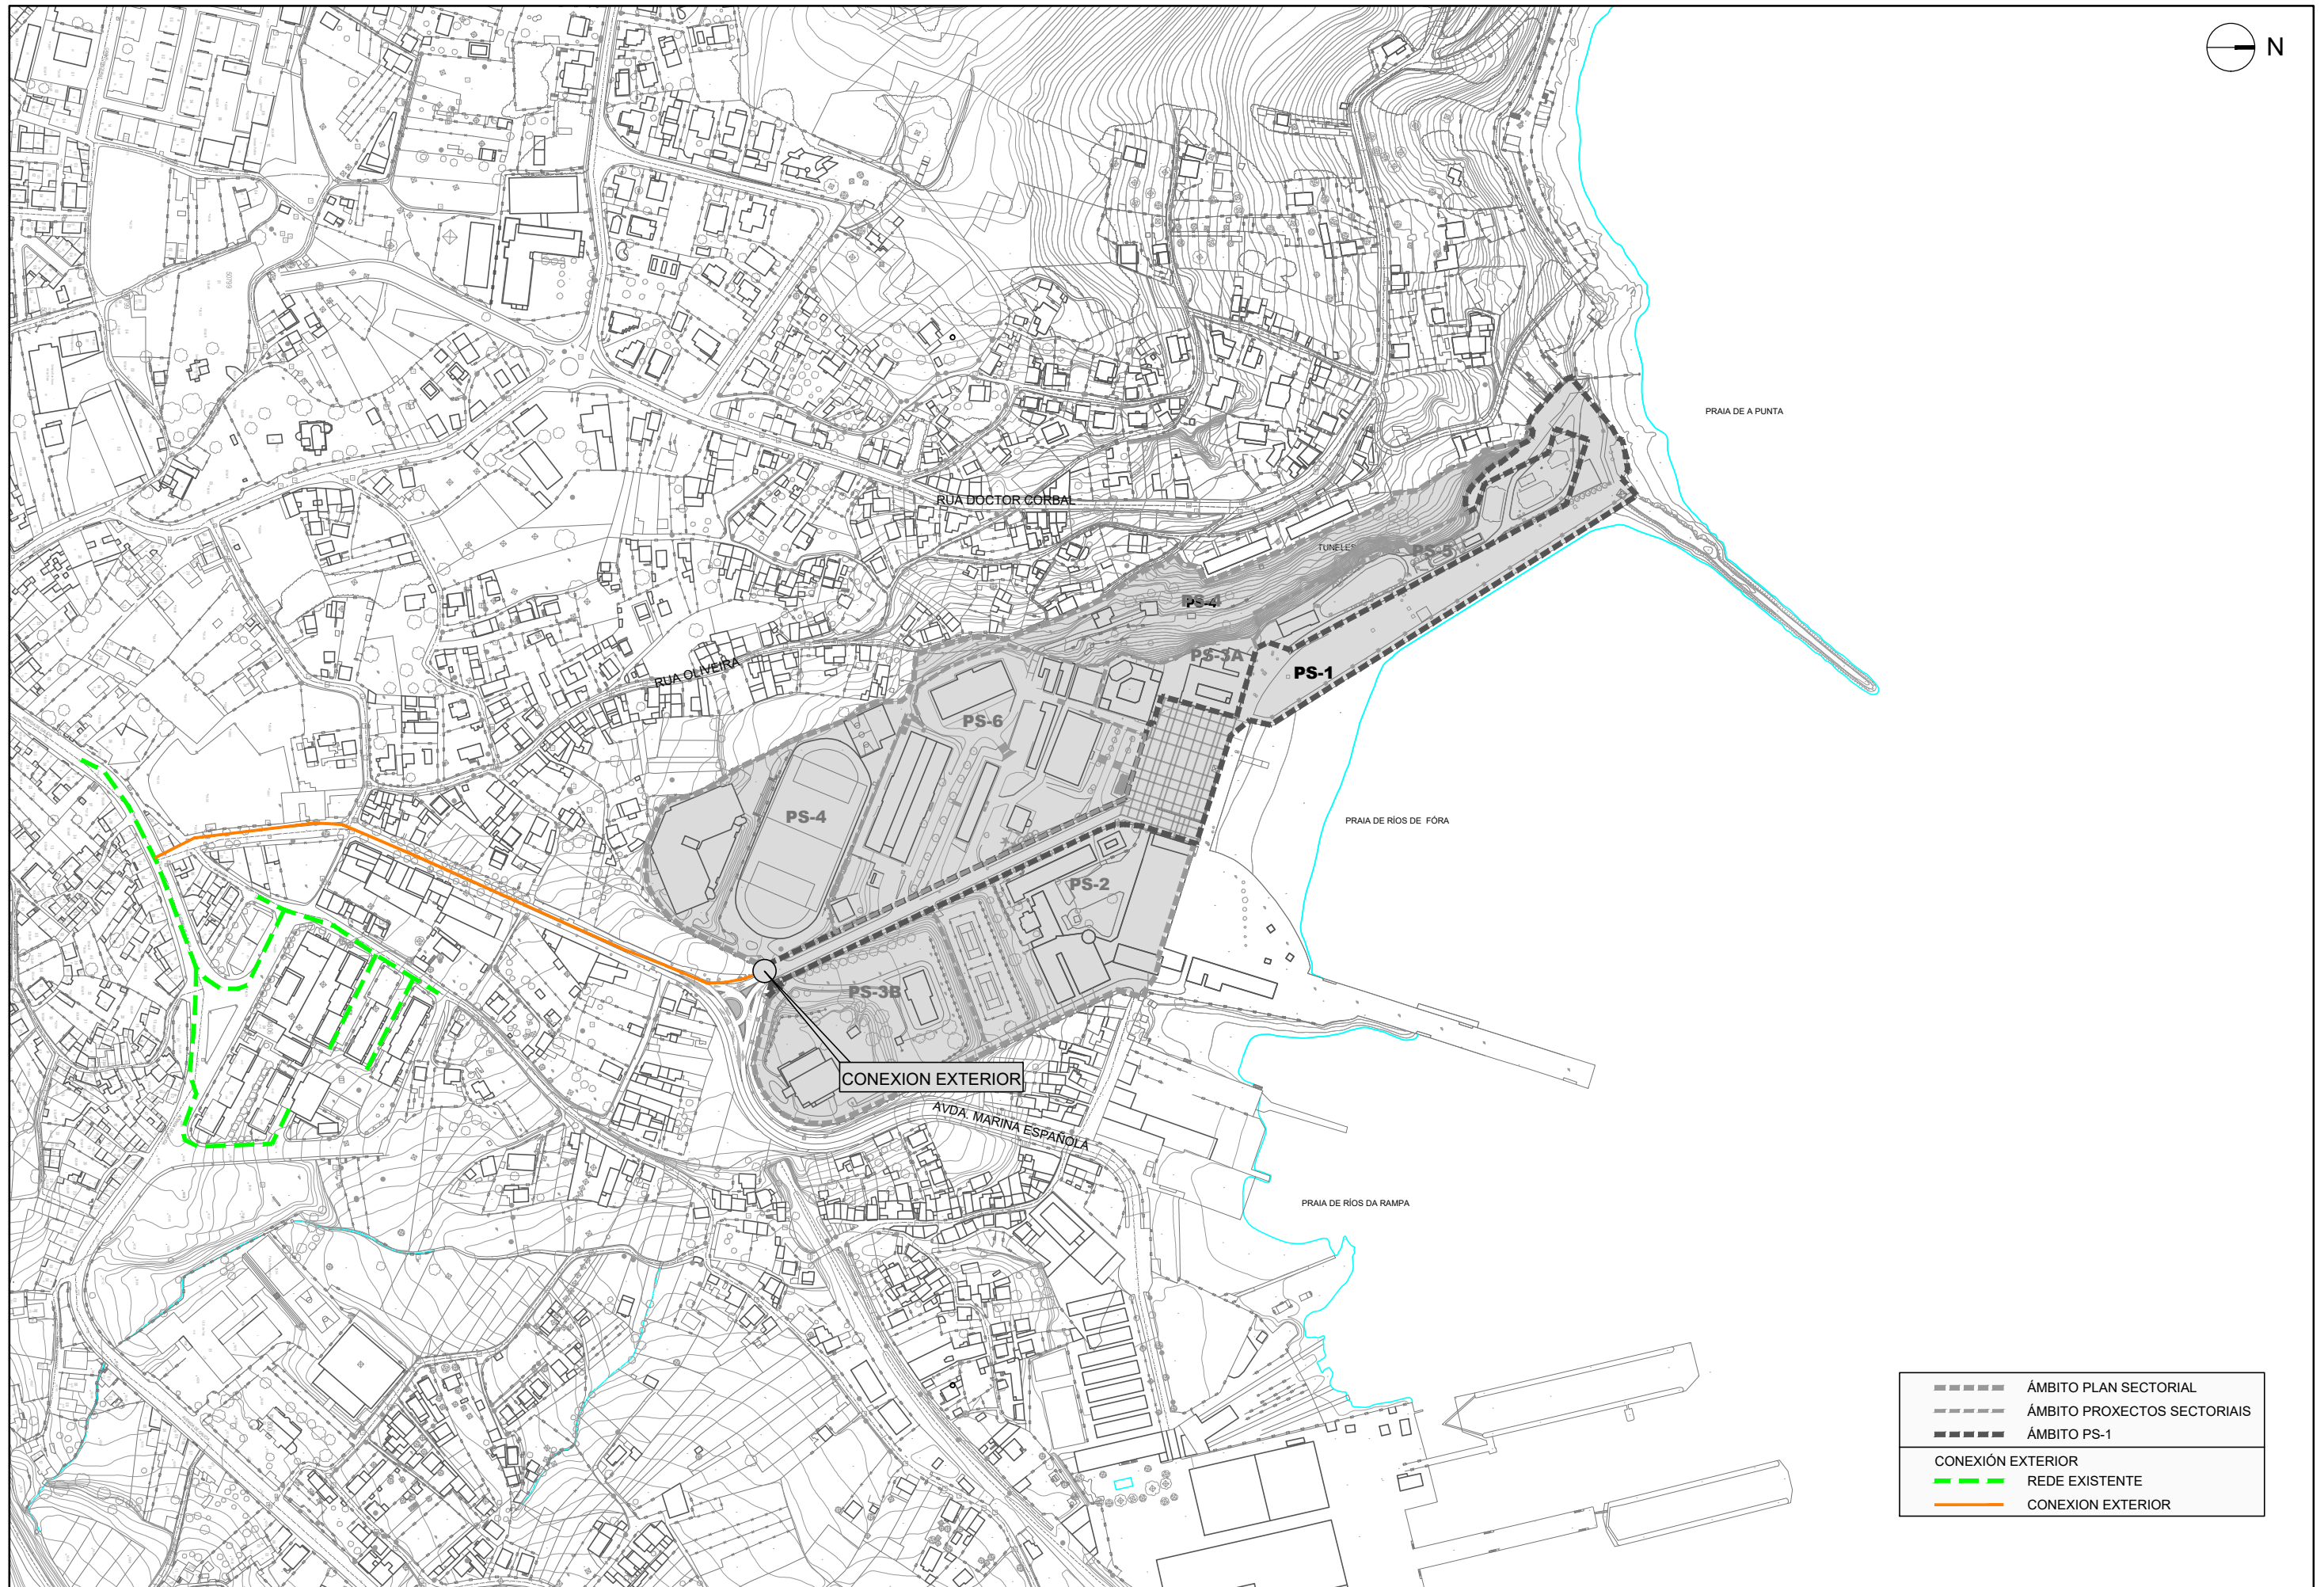 N
PRAIA DE A PUNTA
RUA DOCTOR CORBAL
TUNELES
PS-5
PS-4
PS-3A
PS-1
RUA OLIVEIRA
PS-6
PS-4
PRAIA DE RÍOS DE FÓRA
PS-2
PS-3B
CONEXION EXTERIOR
AVDA. MARINA ESPAÑOLA
PRAIA DE RÍOS DA RAMPA
ÁMBITO PLAN SECTORIAL
ÁMBITO PROXECTOS SECTORIAIS
ÁMBITO PS-1
CONEXIÓN EXTERIOR
REDE EXISTENTE
CONEXION EXTERIOR